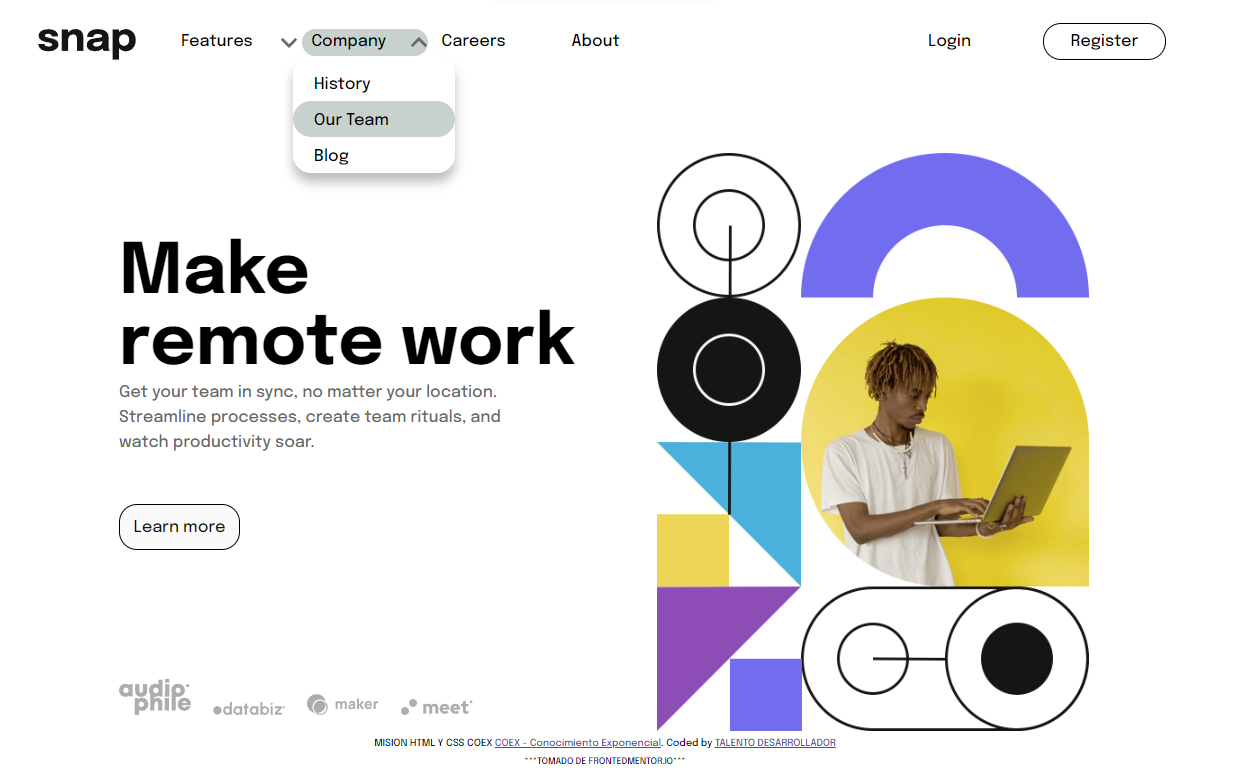 snap Features Company Careers About Login Register
History
Our Team
Blog
Make
remote work
Get your team in sync, no matter your location.
Streamline processes, create team rituals, and
watch productivity soar.
Learn more
audiophile databiz maker meet
MISION HTML Y CSS COEX COEX - Conocimiento Exponencial. Coded by TALENTO DESARROLLADOR
***TOMADO DE FRONTEDMENTOR.IO***